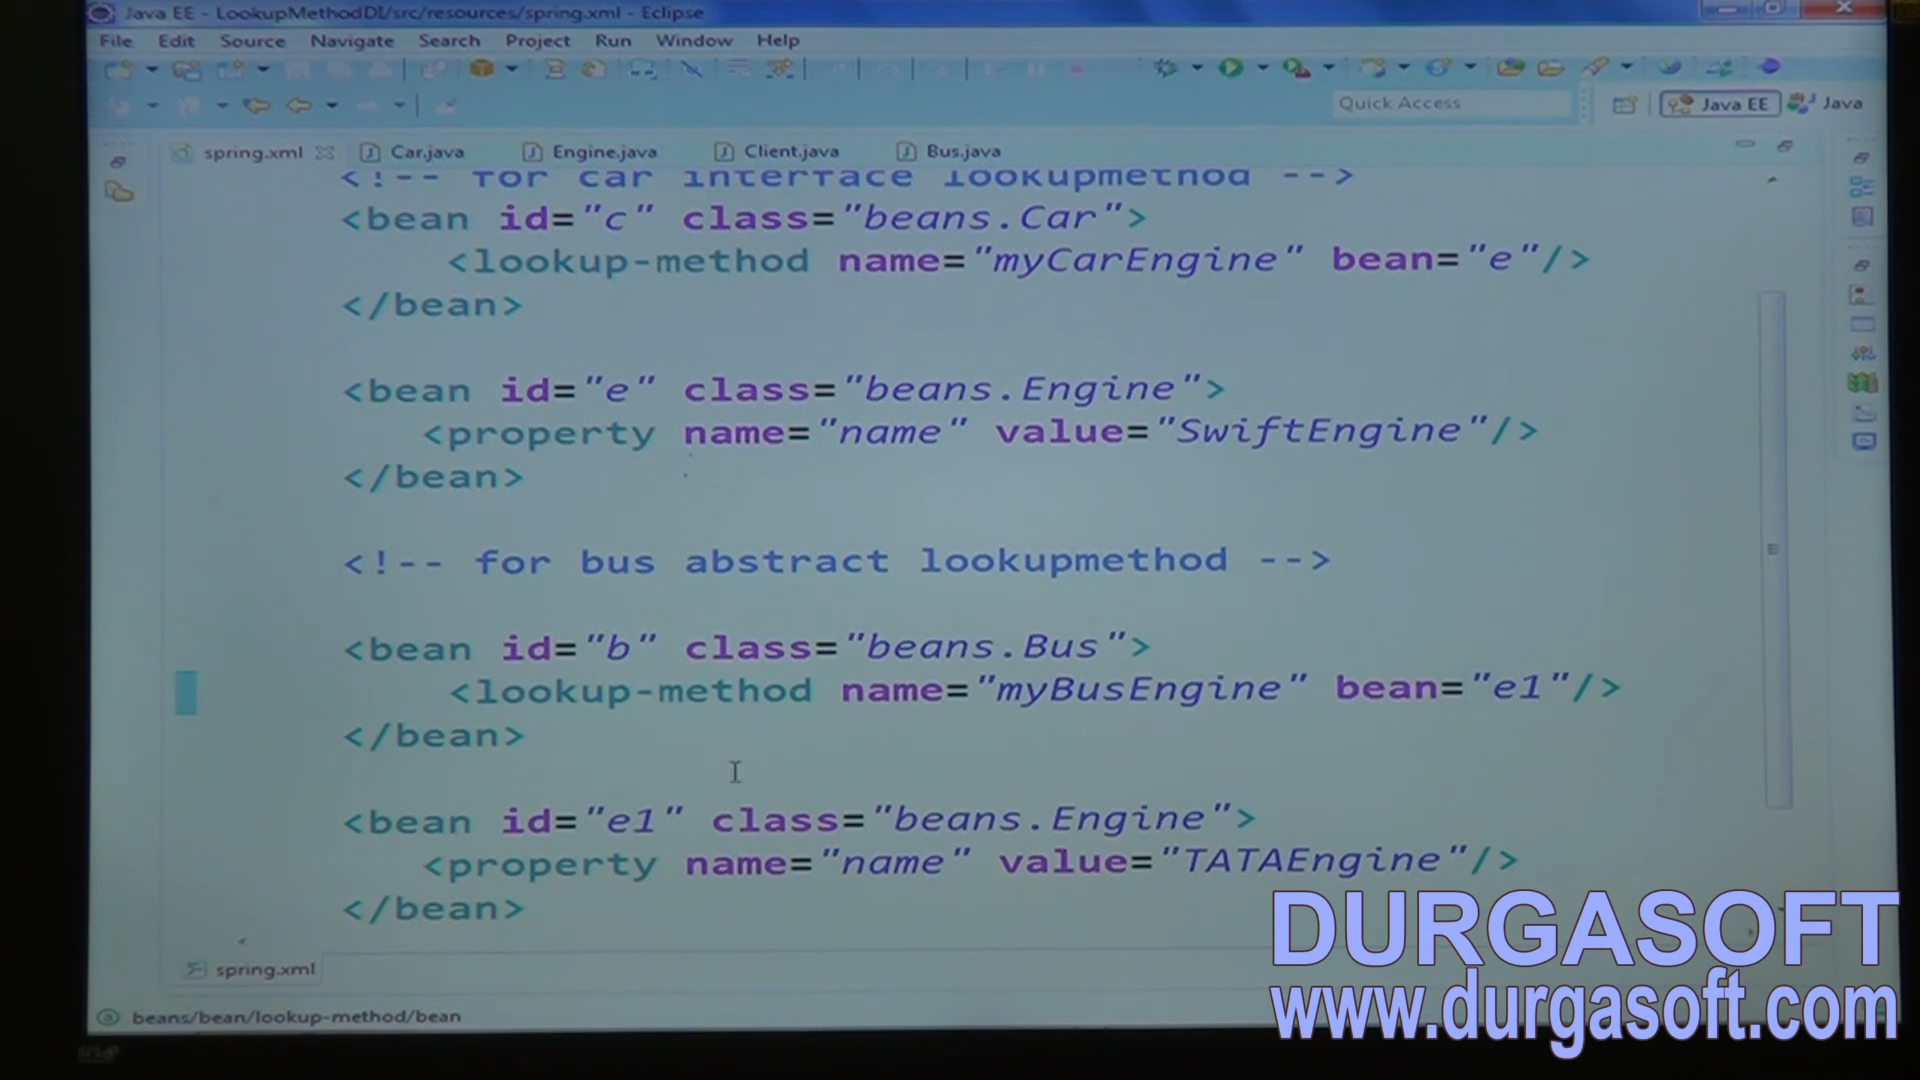 Java EE - LookupMethodDI/src/resources/spring.xml - Eclipse
File Edit Source Navigate Search Project Run Window Help
Quick Access
Java EE
Java
spring.xml
Car.java
Engine.java
Client.java
Bus.java
<!-- for car interface lookupmethod -->
<bean id="c" class="beans.Car">
<lookup-method name="myCarEngine" bean="e"/>
</bean>
<bean id="e" class="beans.Engine">
<property name="name" value="SwiftEngine"/>
</bean>
<!-- for bus abstract lookupmethod -->
<bean id="b" class="beans.Bus">
<lookup-method name="myBusEngine" bean="e1"/>
</bean>
<bean id="e1" class="beans.Engine">
<property name="name" value="TATAEngine"/>
</bean>
spring.xml
beans/bean/lookup-method/bean
DURGASOFT
www.durgasoft.com